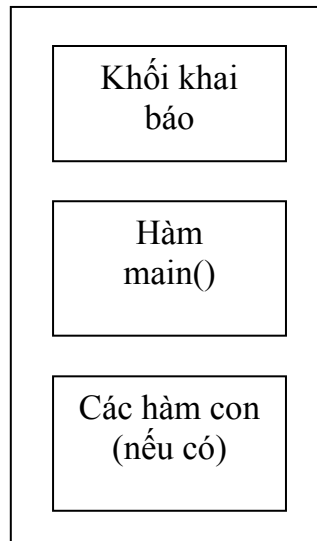 Khối khai
báo
Hàm
main()
Các hàm con
(nếu có)